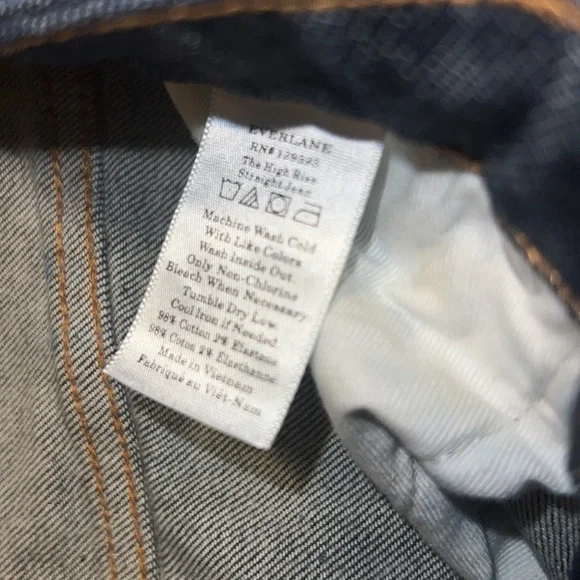 EVERLANE
RN# 129393
The High Rise
Straight Jean
Machine Wash Cold
With Like Colors
Wash Inside Out
Only Non-Chlorine
Bleach When Necessary
Tumble Dry Low
Cool Iron if Needed
98% Cotton 2% Elastane
98% Coton 2% Elasthanne
Made in Vietnam
Fabriqué au Viêt-Nam